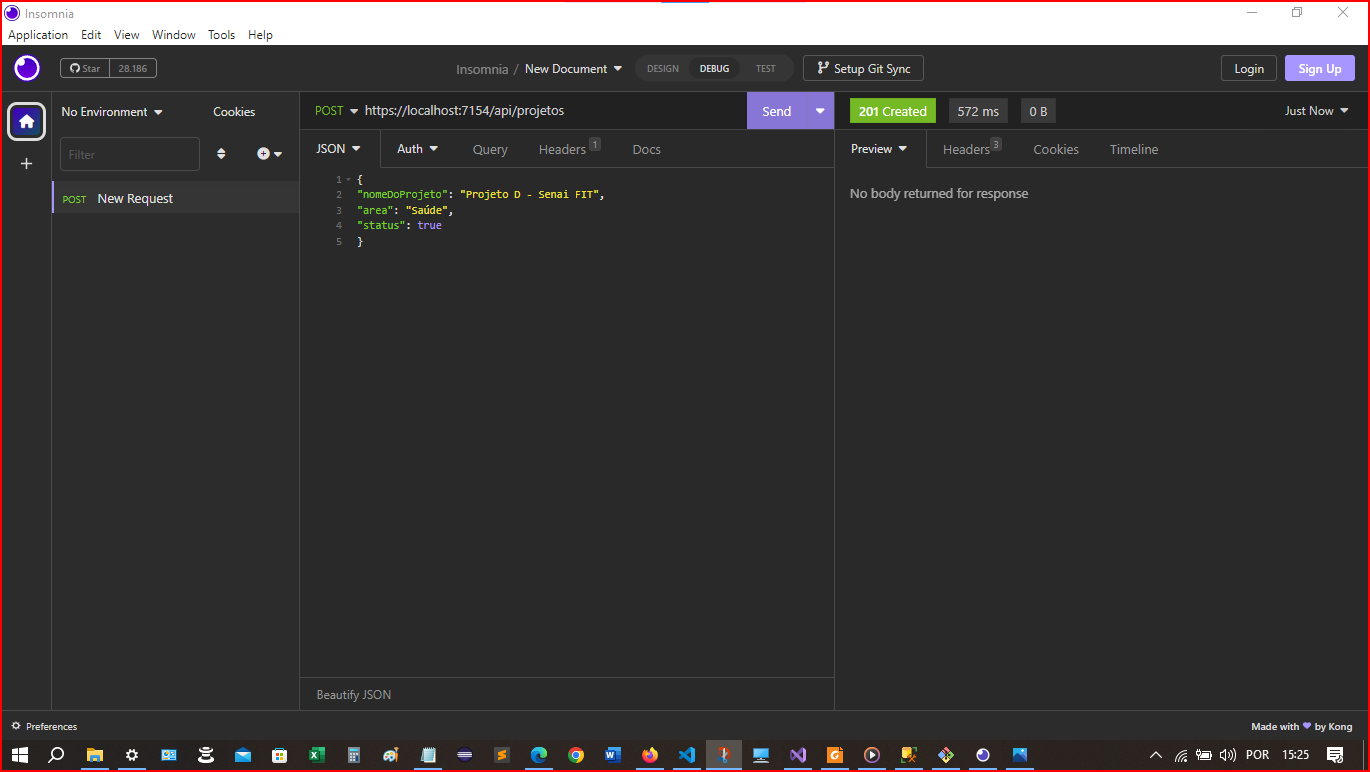 Insomnia
Application Edit View Window Tools Help
Star 28.186
Insomnia / New Document
DESIGN DEBUG TEST
Setup Git Sync
Login
Sign Up
No Environment
Cookies
Filter
POST New Request
POST https://localhost:7154/api/projetos
Send
JSON Auth Query Headers 1 Docs
1 {
2 "nomeDoProjeto": "Projeto D - Senai FIT",
3 "area": "Saúde",
4 "status": true
5 }
Beautify JSON
201 Created 572 ms 0 B
Just Now
Preview Headers 3 Cookies Timeline
No body returned for response
Preferences
Made with ❤ by Kong
POR 15:25